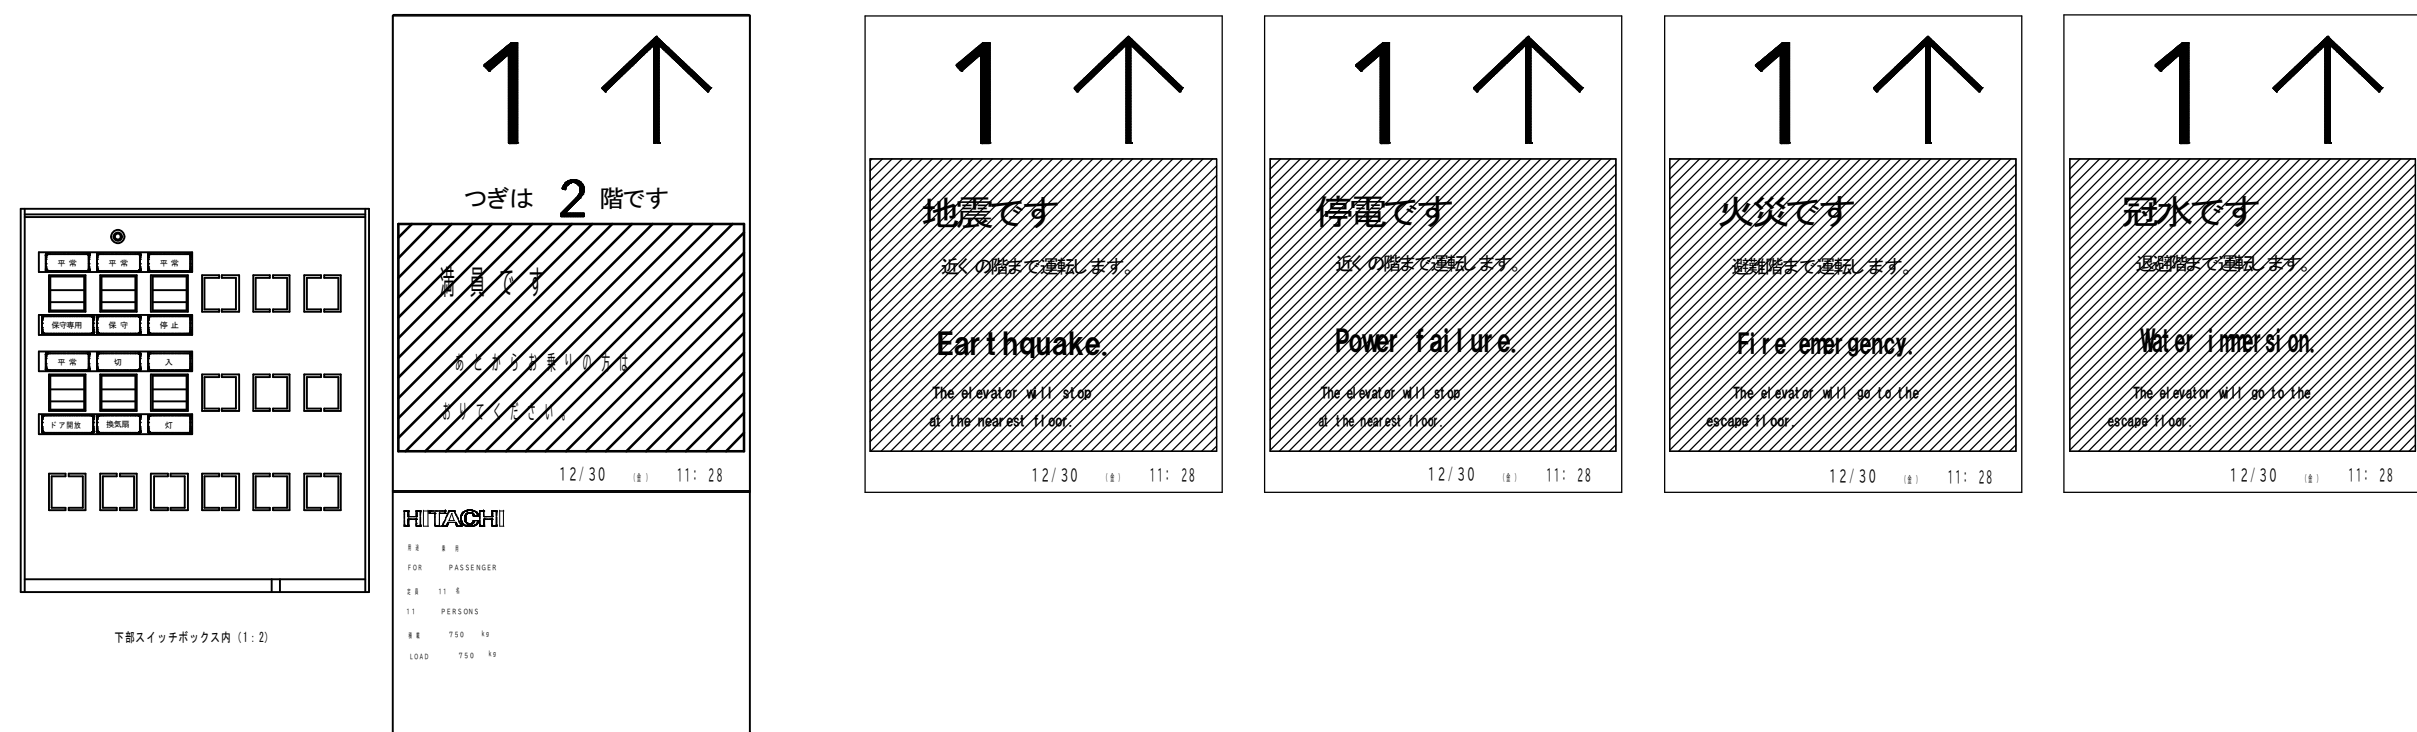 平常 平常 平常
保守専用 保守 停止
平常 切 入
ドア開放 換気扇 灯
下部スイッチボックス内 (1:2)
1 ↑
つぎは 2 階です
満員です
あとからお乗りの方は
おりてください。
12/30 (金) 11:28
HITACHI
用途 乗用
FOR PASSENGER
定員 11 名
11 PERSONS
積載 750 kg
LOAD 750 kg
1 ↑
地震です
近くの階まで運転します。
Earthquake.
The elevator will stop
at the nearest floor.
12/30 (金) 11:28
1 ↑
停電です
近くの階まで運転します。
Power failure.
The elevator will stop
at the nearest floor.
12/30 (金) 11:28
1 ↑
火災です
避難階まで運転します。
Fire emergency.
The elevator will go to the
escape floor.
12/30 (金) 11:28
1 ↑
冠水です
退避階まで運転します。
Water immersion.
The elevator will go to the
escape floor.
12/30 (金) 11:28